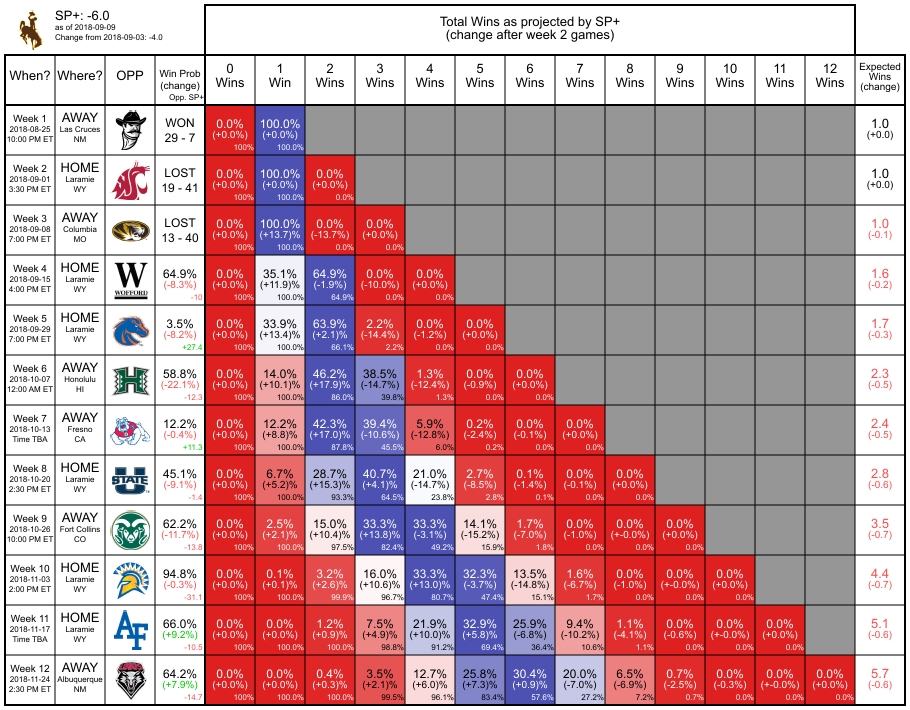 SP+: -6.0
as of 2018-09-09
Change from 2018-09-03: -4.0
Total Wins as projected by SP+
(change after week 2 games)
When? Where? OPP Win Prob (change) Opp. SP+ 0 Wins 1 Win 2 Wins 3 Wins 4 Wins 5 Wins 6 Wins 7 Wins 8 Wins 9 Wins 10 Wins 11 Wins 12 Wins Expected Wins (change)
Week 1 AWAY WON 0.0% 100.0% 1.0
2018-08-25 Las Cruces 29 - 7 (+0.0%) (+0.0%) (+0.0)
10:00 PM ET NM 100% 100.0%
Week 2 HOME LOST 0.0% 100.0% 0.0% 1.0
2018-09-01 Laramie 19 - 41 (+0.0%) (+0.0%) (+0.0%) (+0.0)
3:30 PM ET WY 100% 100.0% 0.0%
Week 3 AWAY LOST 0.0% 100.0% 0.0% 0.0% 1.0
2018-09-08 Columbia 13 - 40 (+0.0%) (+13.7)% (-13.7%) (+0.0%) (-0.1)
7:00 PM ET MO 100% 100.0% 0.0% 0.0%
Week 4 HOME W 64.9% 0.0% 35.1% 64.9% 0.0% 0.0% 1.6
2018-09-15 Laramie (-8.3%) (+0.0%) (+11.9)% (-1.9%) (-10.0%) (+0.0%) (-0.2)
4:00 PM ET WY WOFFORD -10 100% 100.0% 64.9% 0.0% 0.0%
Week 5 HOME 3.5% 0.0% 33.9% 63.9% 2.2% 0.0% 0.0% 1.7
2018-09-29 Laramie (-8.2%) (+0.0%) (+13.4)% (+2.1)% (-14.4%) (-1.2%) (+0.0%) (-0.3)
7:00 PM ET WY +27.4 100% 100.0% 66.1% 2.2% 0.0% 0.0%
Week 6 AWAY H 58.8% 0.0% 14.0% 46.2% 38.5% 1.3% 0.0% 0.0% 2.3
2018-10-07 Honolulu (-22.1%) (+0.0%) (+10.1)% (+17.9)% (-14.7%) (-12.4%) (-0.9%) (+0.0%) (-0.5)
12:00 AM ET HI -12.3 100% 100.0% 86.0% 39.8% 1.3% 0.0% 0.0%
Week 7 AWAY 12.2% 0.0% 12.2% 42.3% 39.4% 5.9% 0.2% 0.0% 0.0% 2.4
2018-10-13 Fresno (-0.4%) (+0.0%) (+8.8)% (+17.0)% (-10.6%) (-12.8%) (-2.4%) (-0.1%) (+0.0%) (-0.5)
Time TBA CA +11.3 100% 100.0% 87.8% 45.5% 6.0% 0.2% 0.0% 0.0%
Week 8 HOME U 45.1% 0.0% 6.7% 28.7% 40.7% 21.0% 2.7% 0.1% 0.0% 0.0% 2.8
2018-10-20 Laramie STATE (-9.1%) (+0.0%) (+5.2)% (+15.3)% (+4.1)% (-14.7%) (-8.5%) (-1.4%) (-0.1%) (+0.0%) (-0.6)
2:30 PM ET WY -1.4 100% 100.0% 93.3% 64.5% 23.8% 2.8% 0.1% 0.0% 0.0%
Week 9 AWAY 62.2% 0.0% 2.5% 15.0% 33.3% 33.3% 14.1% 1.7% 0.0% 0.0% 0.0% 3.5
2018-10-26 Fort Collins (-11.7%) (+0.0%) (+2.1)% (+10.4)% (+13.8)% (-3.1%) (-15.2%) (-7.0%) (-1.0%) (-0.0%) (+0.0%) (-0.7)
10:00 PM ET CO -13.8 100% 100.0% 97.5% 82.4% 49.2% 15.9% 1.8% 0.0% 0.0% 0.0%
Week 10 HOME 94.8% 0.0% 0.1% 3.2% 16.0% 33.3% 32.3% 13.5% 1.6% 0.0% 0.0% 0.0% 4.4
2018-11-03 Laramie (-0.3%) (+0.0%) (+0.1)% (+2.6)% (+10.6)% (+13.0)% (-3.7%) (-14.8%) (-6.7%) (-1.0%) (+-0.0%) (+0.0%) (-0.7)
2:00 PM ET WY -31.1 100% 100.0% 99.9% 96.7% 80.7% 47.4% 15.1% 1.7% 0.0% 0.0% 0.0%
Week 11 HOME AF 66.0% 0.0% 0.0% 1.2% 7.5% 21.9% 32.9% 25.9% 9.4% 1.1% 0.0% 0.0% 0.0% 5.1
2018-11-17 Laramie (+9.2%) (+0.0%) (+0.0)% (+0.9)% (+4.9)% (+10.0)% (+5.8)% (-6.8%) (-10.2%) (-4.1%) (-0.6%) (+-0.0%) (+0.0%) (-0.6)
Time TBA WY -10.5 100% 100.0% 100.0% 98.8% 91.2% 69.4% 36.4% 10.6% 1.1% 0.0% 0.0% 0.0%
Week 12 AWAY 64.2% 0.0% 0.0% 0.4% 3.5% 12.7% 25.8% 30.4% 20.0% 6.5% 0.7% 0.0% 0.0% 0.0% 5.7
2018-11-24 Albuquerque (+7.9%) (+0.0%) (+0.0)% (+0.3)% (+2.1)% (+6.0)% (+7.3)% (+0.9)% (-7.0)% (-6.9%) (-2.5%) (-0.3%) (+-0.0%) (+0.0%) (-0.6)
2:30 PM ET NM -14.7 100% 100.0% 100.0% 99.5% 96.1% 83.4% 57.6% 27.2% 7.2% 0.7% 0.0% 0.0% 0.0%